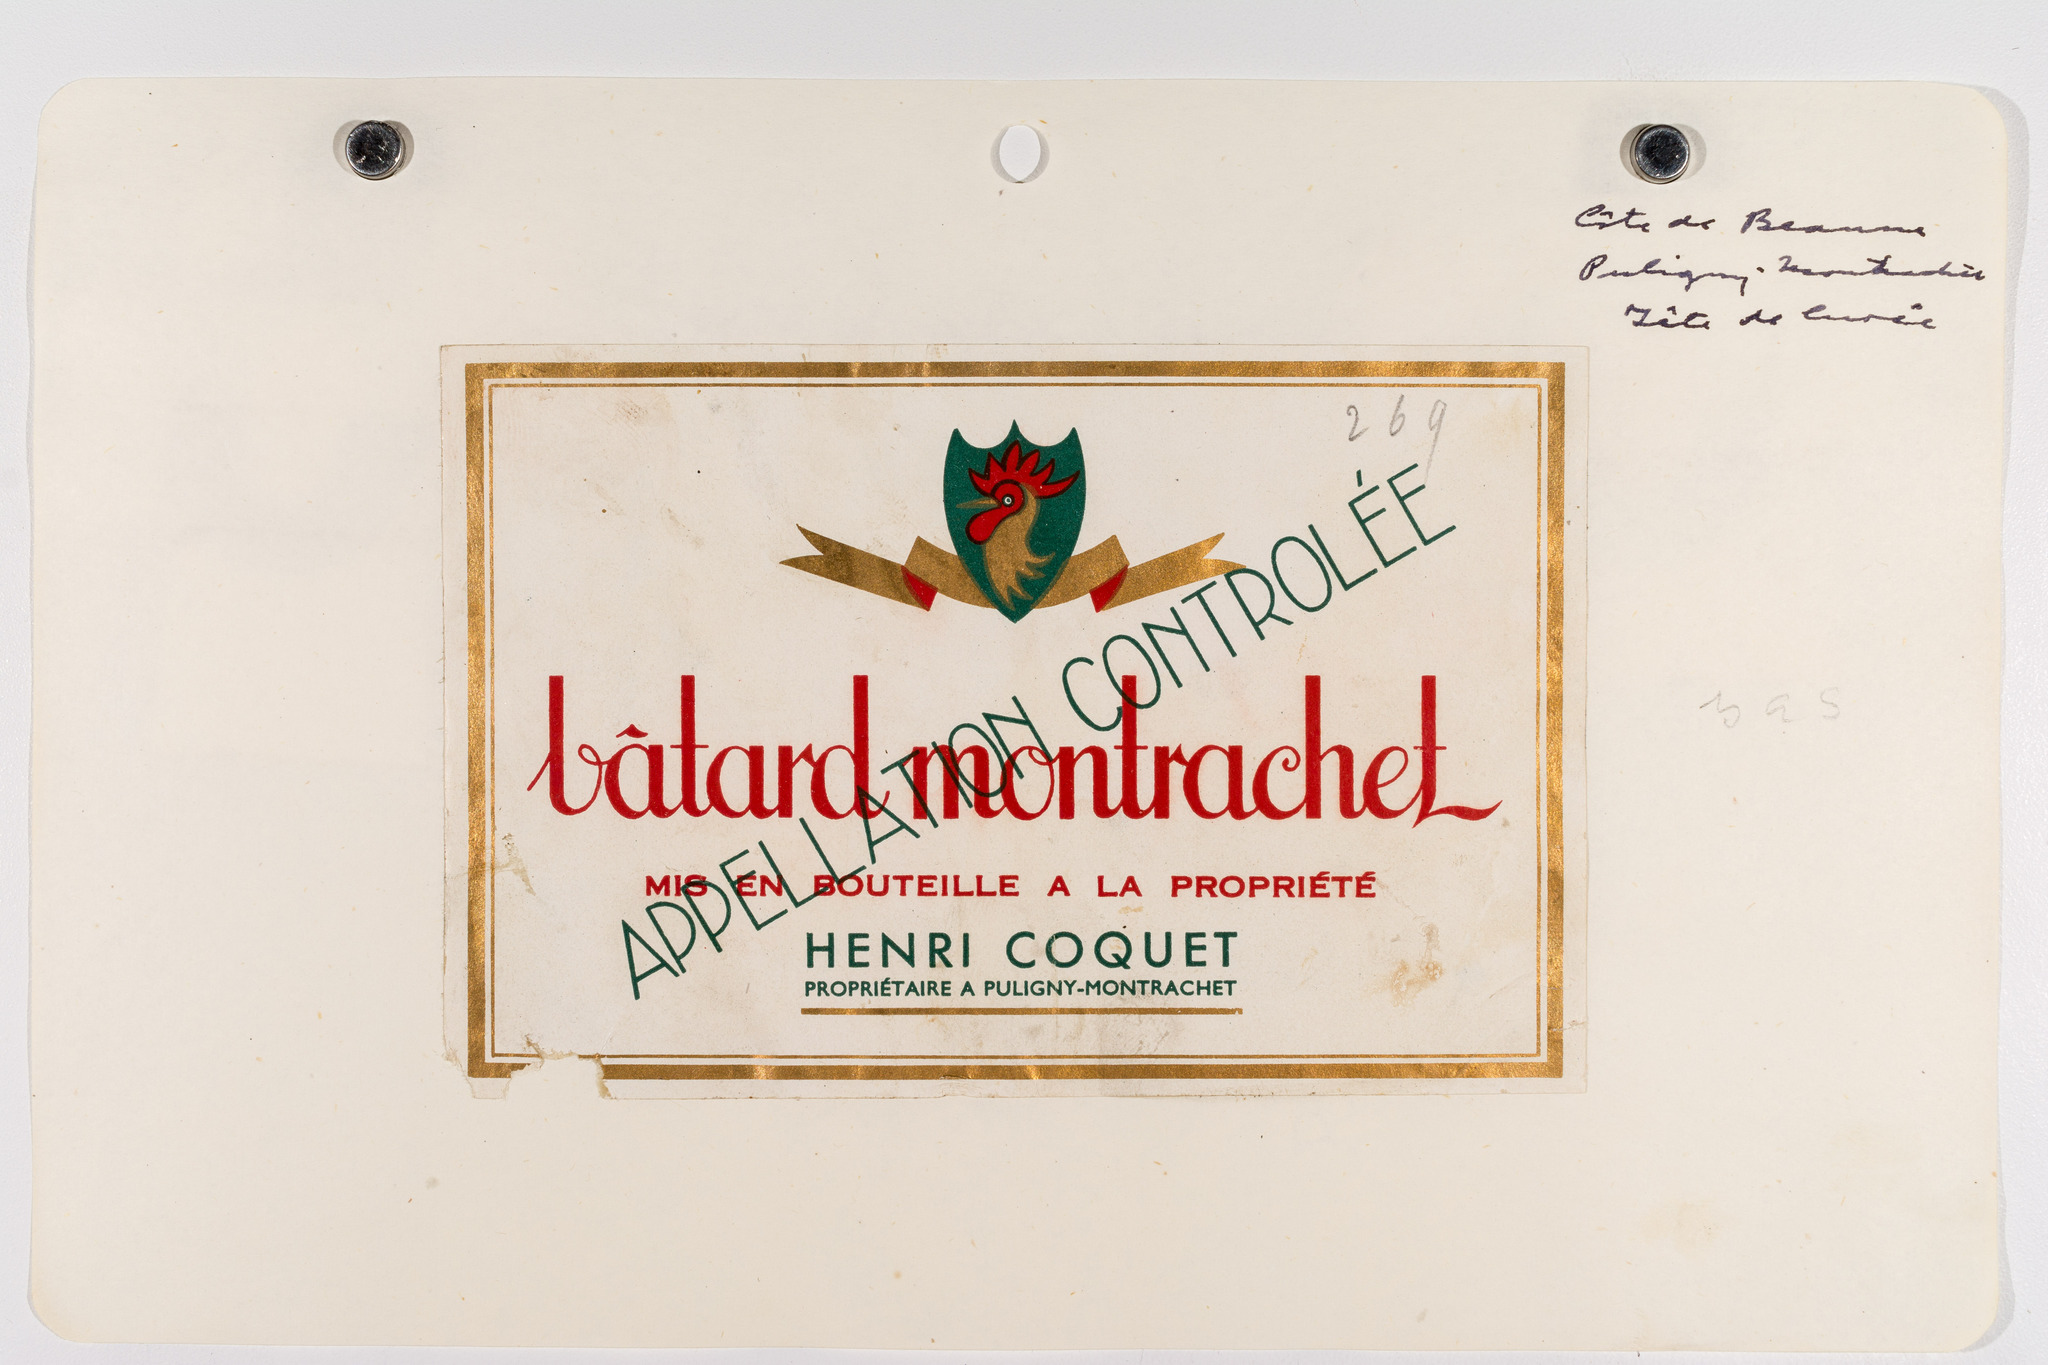 Côte de Beaune
Puligny-Montrachet
Tête de Cuvée
269
APPELLATION CONTROLÉE
bâtard montrachet
MIS EN BOUTEILLE A LA PROPRIÉTÉ
HENRI COQUET
PROPRIÉTAIRE A PULIGNY-MONTRACHET